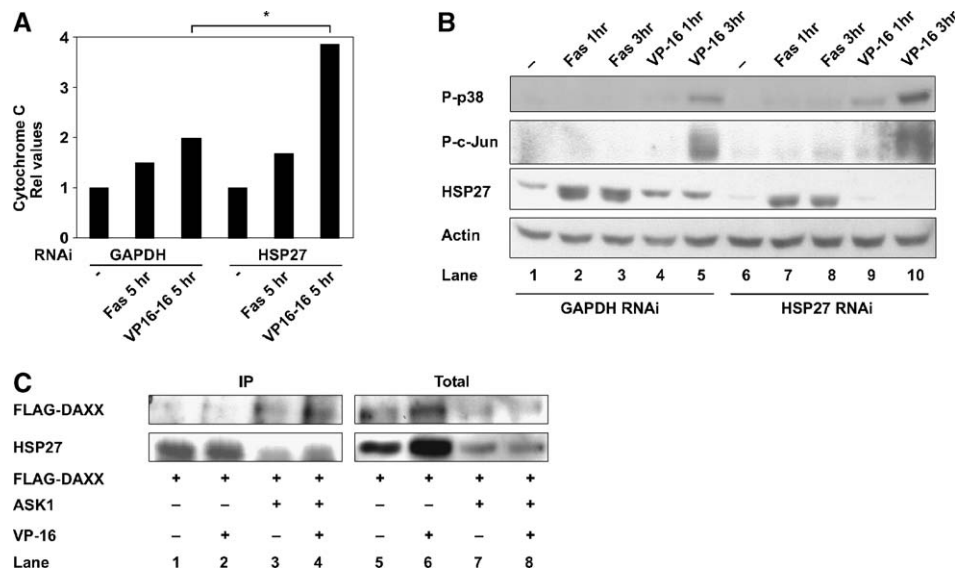 A
*
4
3
2
1
0
Cytochrome C
Rel values
RNAi GAPDH HSP27
- Fas 5 hr VP16-16 5 hr - Fas 5 hr VP16-16 5 hr
B
– Fas 1hr Fas 3hr VP-16 1hr VP-16 3hr – Fas 1hr Fas 3hr VP-16 1hr VP-16 3hr
P-p38
P-c-Jun
HSP27
Actin
Lane 1 2 3 4 5 6 7 8 9 10
GAPDH RNAi HSP27 RNAi
C
IP Total
FLAG-DAXX
HSP27
FLAG-DAXX + + + + + + + +
ASK1 – – + + – – + +
VP-16 – + – + – + – +
Lane 1 2 3 4 5 6 7 8